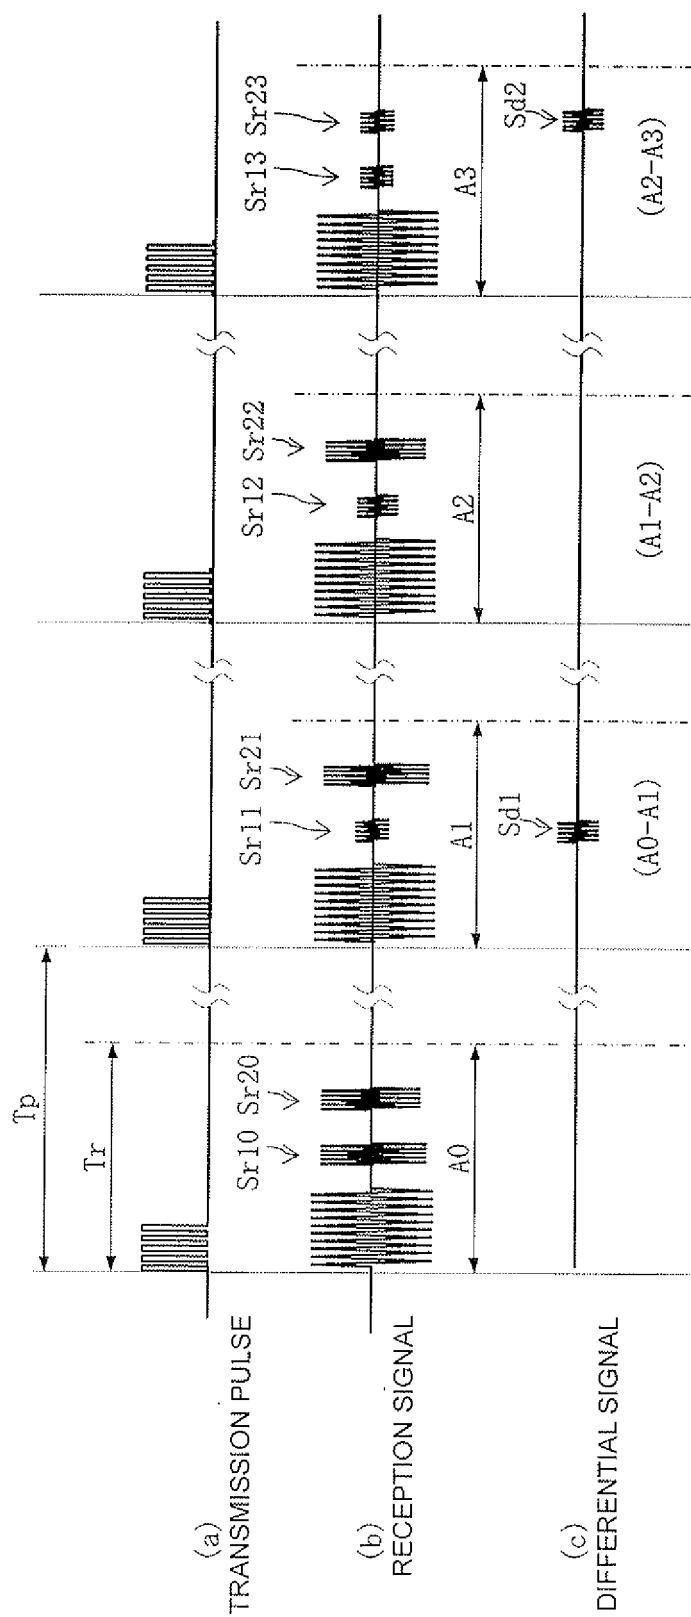 Tp
Tr
(a)
TRANSMISSION PULSE
Sr10 Sr20
Sr11 Sr21
Sr12 Sr22
Sr13 Sr23
(b)
RECEPTION SIGNAL
A0
A1
A2
A3
Sd1
Sd2
(c)
DIFFERENTIAL SIGNAL
(A0-A1)
(A1-A2)
(A2-A3)